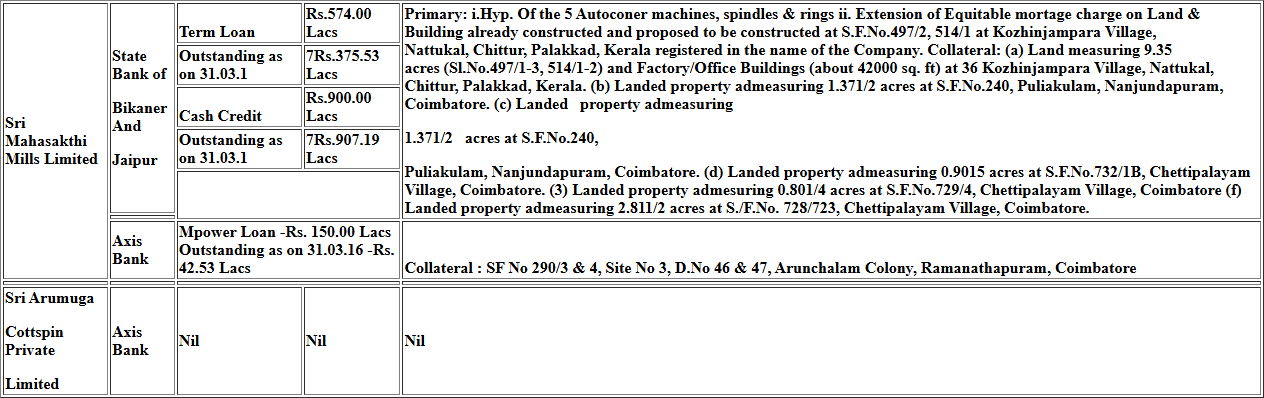 Sri
Mahasakthi
Mills Limited
State
Bank of
Bikaner
And
Jaipur
Term Loan
Rs.574.00
Lacs
Outstanding as
on 31.03.1
7Rs.375.53
Lacs
Cash Credit
Rs.900.00
Lacs
Outstanding as
on 31.03.1
7Rs.907.19
Lacs
Primary: i.Hyp. Of the 5 Autoconer machines, spindles & rings ii. Extension of Equitable mortage charge on Land &
Building already constructed and proposed to be constructed at S.F.No.497/2, 514/1 at Kozhinjampara Village,
Nattukal, Chittur, Palakkad, Kerala registered in the name of the Company. Collateral: (a) Land measuring 9.35
acres (Sl.No.497/1-3, 514/1-2) and Factory/Office Buildings (about 42000 sq. ft) at 36 Kozhinjampara Village, Nattukal,
Chittur, Palakkad, Kerala. (b) Landed property admeasuring 1.371/2 acres at S.F.No.240, Puliakulam, Nanjundapuram,
Coimbatore. (c) Landed property admeasuring
1.371/2 acres at S.F.No.240,
Puliakulam, Nanjundapuram, Coimbatore. (d) Landed property admeasuring 0.9015 acres at S.F.No.732/1B, Chettipalayam
Village, Coimbatore. (3) Landed property admesuring 0.801/4 acres at S.F.No.729/4, Chettipalayam Village, Coimbatore (f)
Landed property admeasuring 2.811/2 acres at S./F.No. 728/723, Chettipalayam Village, Coimbatore.
Axis
Bank
Mpower Loan -Rs. 150.00 Lacs
Outstanding as on 31.03.16 -Rs.
42.53 Lacs
Collateral : SF No 290/3 & 4, Site No 3, D.No 46 & 47, Arunchalam Colony, Ramanathapuram, Coimbatore
Sri Arumuga
Cottspin
Private
Limited
Axis
Bank
Nil
Nil
Nil